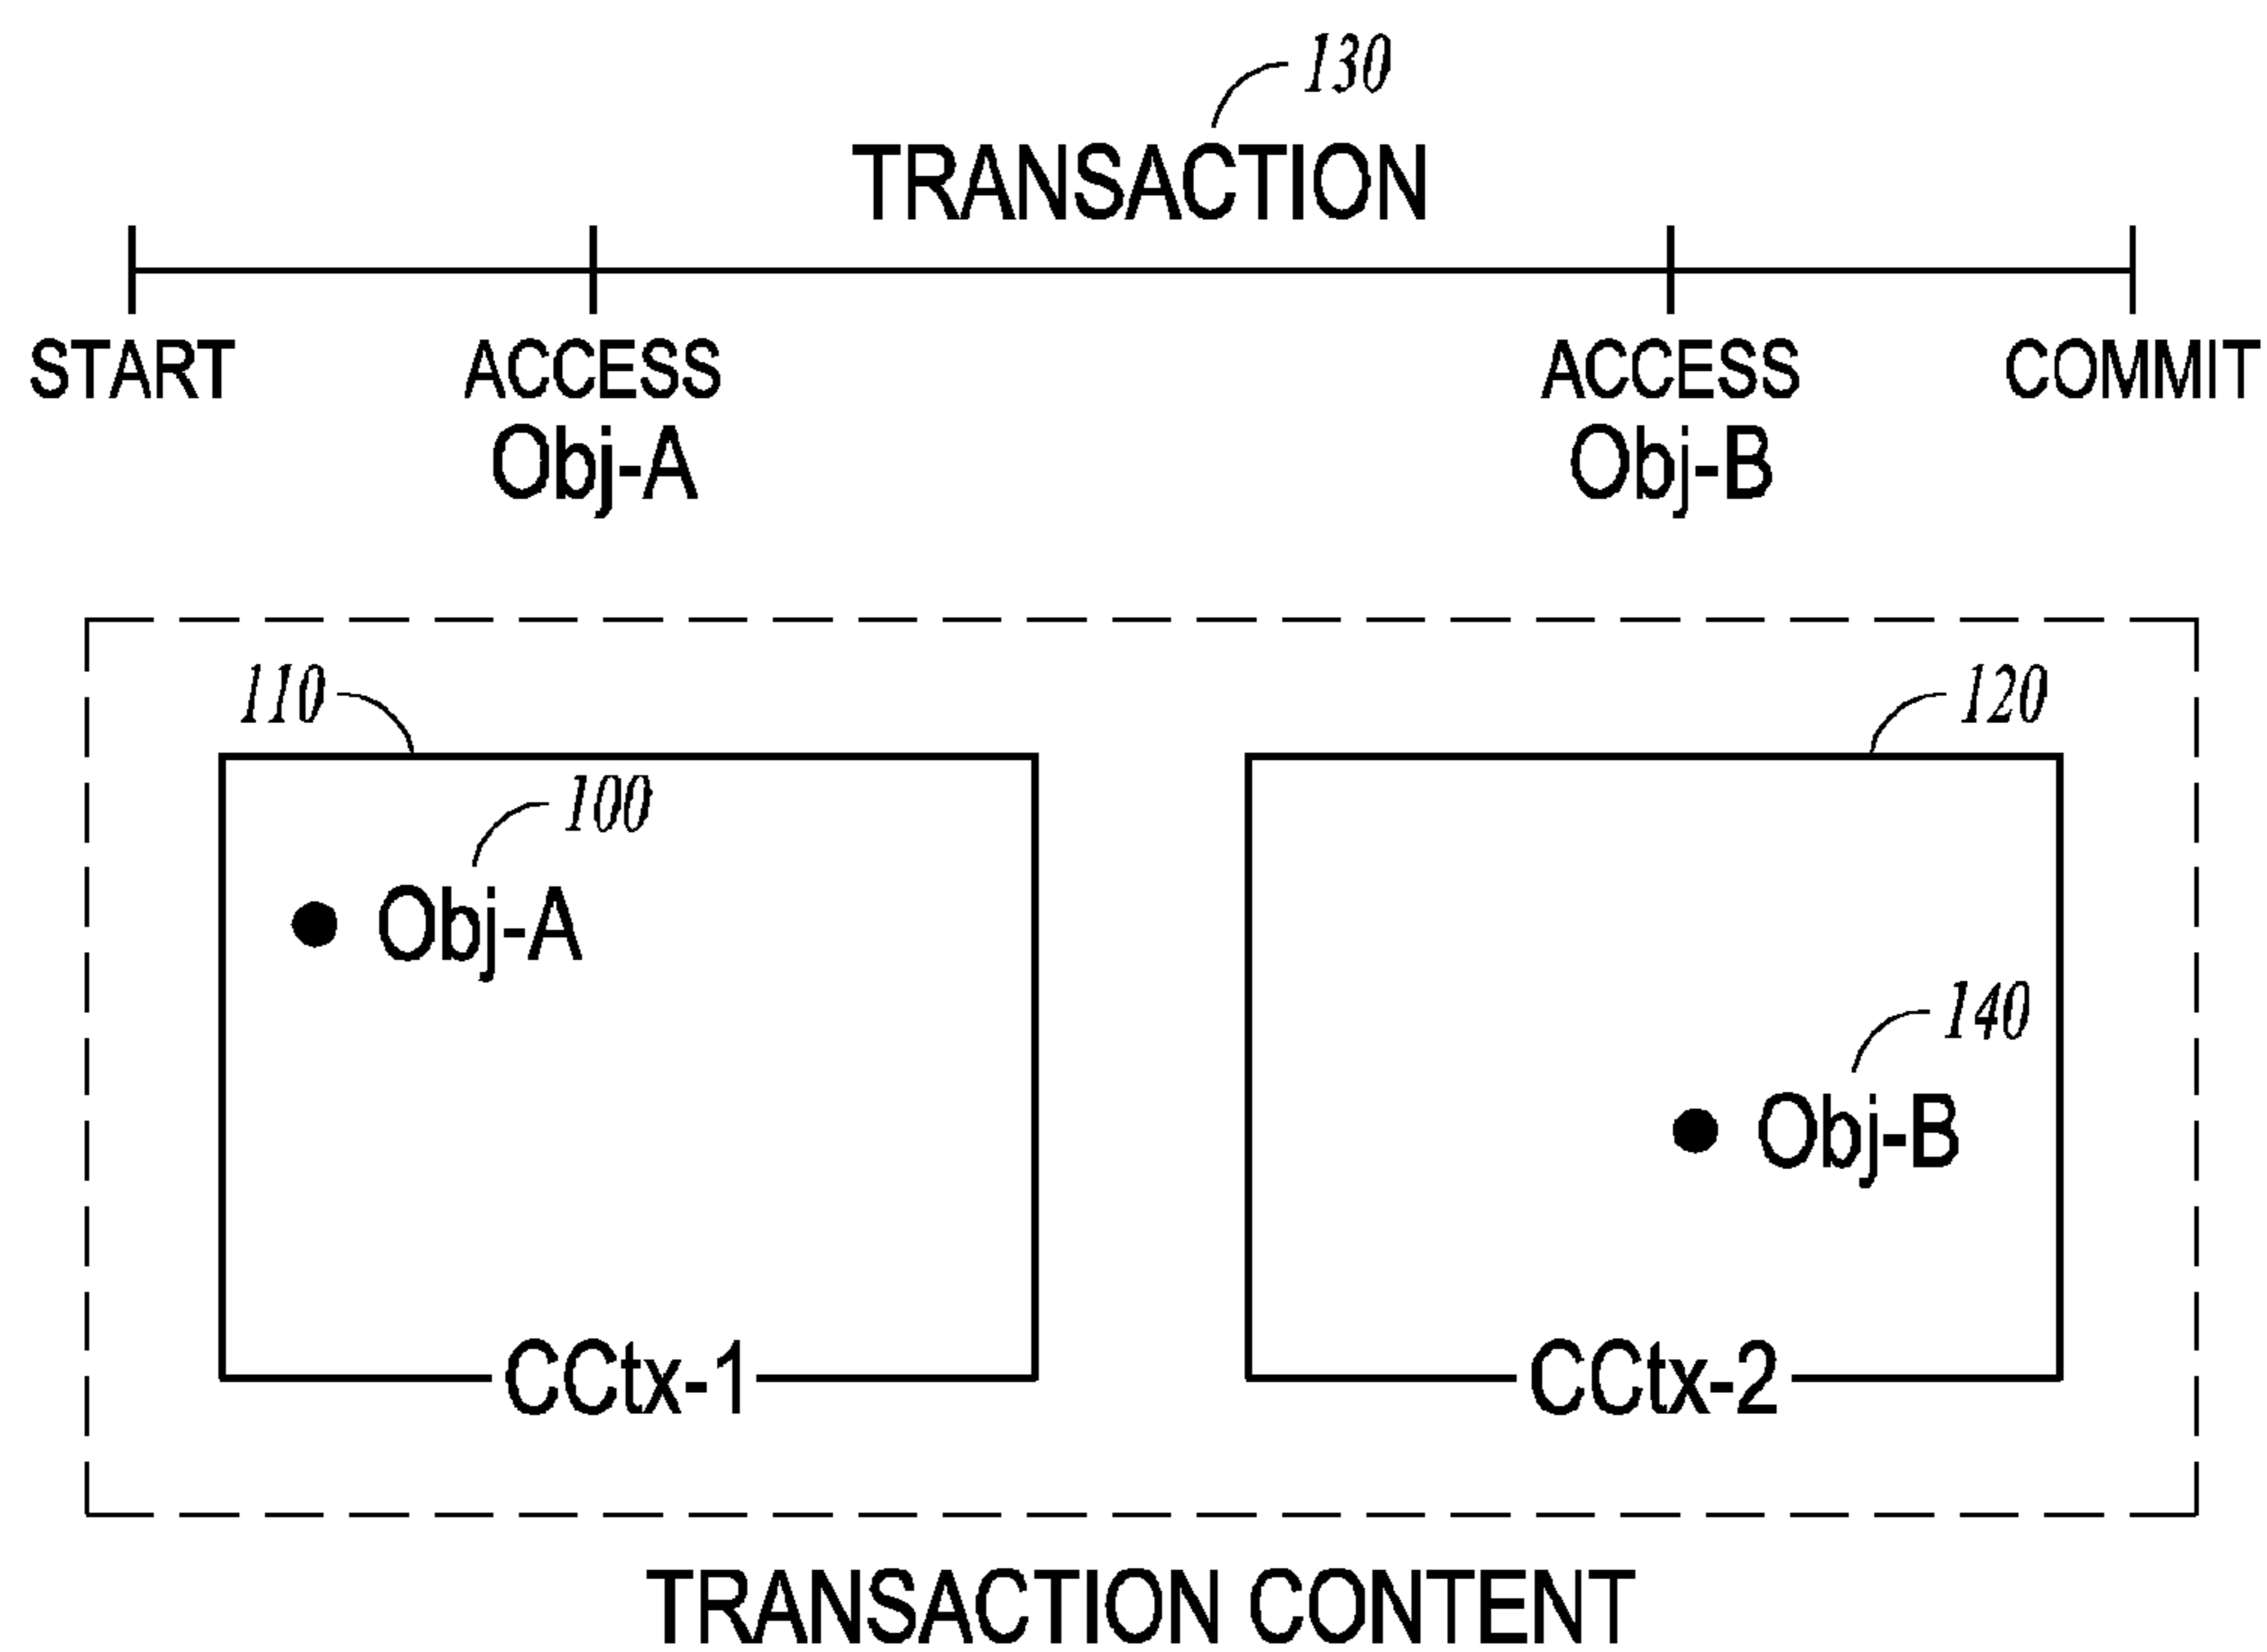 130
TRANSACTION
START ACCESS Obj-A ACCESS Obj-B COMMIT
110
120
100
Obj-A
140
Obj-B
CCtx-1
CCtx-2
TRANSACTION CONTENT